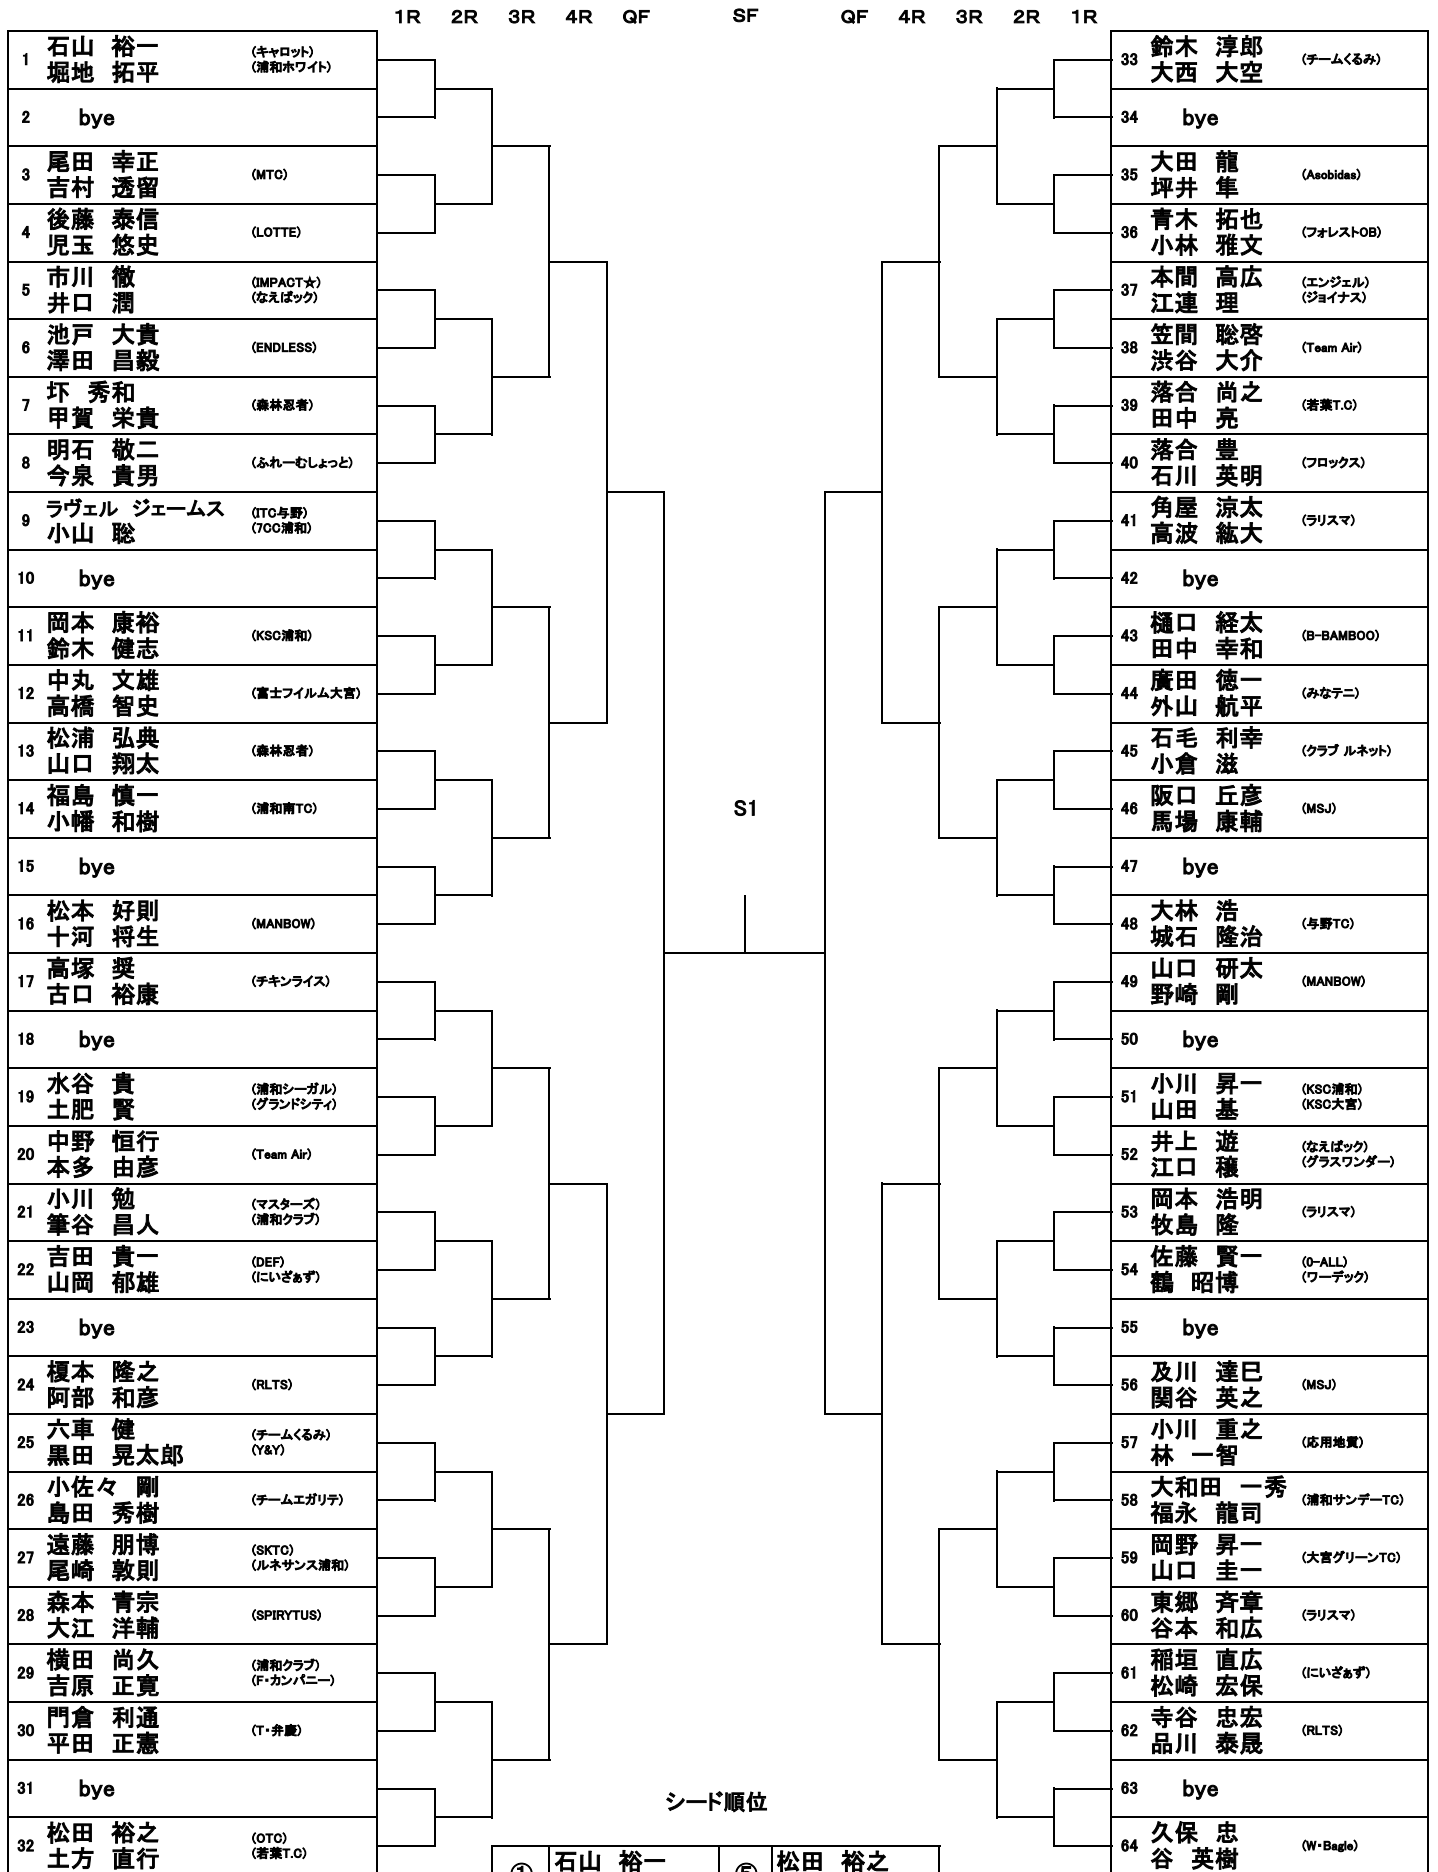 1R 2R 3R 4R QF SF QF 4R 3R 2R 1R
1 石山 裕一 (キャロット)
堀地 拓平 (浦和ホワイト)
2 bye
3 尾田 幸正 (MTC)
吉村 透留
4 後藤 泰信 (LOTTE)
児玉 悠史
5 市川 徹 (IMPACT☆)
井口 潤 (なえぱック)
6 池戸 大貴 (ENDLESS)
澤田 昌毅
7 圷 秀和 (森林忍者)
甲賀 栄貴
8 明石 敬二 (ふれーむしょっと)
今泉 貴男
9 ラヴェル ジェームス (ITC与野)
小山 聡 (7CC浦和)
10 bye
11 岡本 康裕 (KSC浦和)
鈴木 健志
12 中丸 文雄 (富士フイルム大宮)
高橋 智史
13 松浦 弘典 (森林忍者)
山口 翔太
14 福島 慎一 (浦和南TC)
小幡 和樹
15 bye
16 松本 好則 (MANBOW)
十河 将生
17 高塚 奨 (チキンライス)
古口 裕康
18 bye
19 水谷 貴 (浦和シーガル)
土肥 賢 (グランドシティ)
20 中野 恒行 (Team Air)
本多 由彦
21 小川 勉 (マスターズ)
筆谷 昌人 (浦和クラブ)
22 吉田 貴一 (DEF)
山岡 郁雄 (にいざぁず)
23 bye
24 榎本 隆之 (RLTS)
阿部 和彦
25 六車 健 (チームくるみ)
黒田 晃太郎 (Y&Y)
26 小佐々 剛 (チームエガリテ)
島田 秀樹
27 遠藤 朋博 (SKTC)
尾崎 敦則 (ルネサンス浦和)
28 森本 青宗 (SPIRYTUS)
大江 洋輔
29 横田 尚久 (浦和クラブ)
吉原 正寛 (F・カンパニー)
30 門倉 利通 (T・弁慶)
平田 正憲
31 bye
32 松田 裕之 (OTC)
土方 直行 (若葉T.C)
S1
33 鈴木 淳郎 (チームくるみ)
大西 大空
34 bye
35 大田 龍 (Asobidas)
坪井 隼
36 青木 拓也 (フォレストOB)
小林 雅文
37 本間 高広 (エンジェル)
江連 理 (ジョイナス)
38 笠間 聡啓 (Team Air)
渋谷 大介
39 落合 尚之 (若葉T.C)
田中 亮
40 落合 豊 (フロックス)
石川 英明
41 角屋 涼太 (ラリスマ)
高波 紘大
42 bye
43 樋口 経太 (B-BAMBOO)
田中 幸和
44 廣田 徳一 (みなテニ)
外山 航平
45 石毛 利幸 (クラブ ルネット)
小倉 滋
46 阪口 丘彦 (MSJ)
馬場 康輔
47 bye
48 大林 浩 (与野TC)
城石 隆治
49 山口 研太 (MANBOW)
野崎 剛
50 bye
51 小川 昇一 (KSC浦和)
山田 基 (KSC大宮)
52 井上 遊 (なえぱック)
江口 穣 (グラスワンダー)
53 岡本 浩明 (ラリスマ)
牧島 隆
54 佐藤 賢一 (0-ALL)
鶴 昭博 (ワーデック)
55 bye
56 及川 達巳 (MSJ)
関谷 英之
57 小川 重之 (応用地質)
林 一智
58 大和田 一秀 (浦和サンデーTC)
福永 龍司
59 岡野 昇一 (大宮グリーンTC)
山口 圭一
60 東郷 斉章 (ラリスマ)
谷本 和広
61 稲垣 直広 (にいざぁず)
松崎 宏保
62 寺谷 忠宏 (RLTS)
品川 泰晟
63 bye
64 久保 忠 (W・Bagle)
谷 英樹
シード順位
① 石山 裕一 ⑤ 松田 裕之